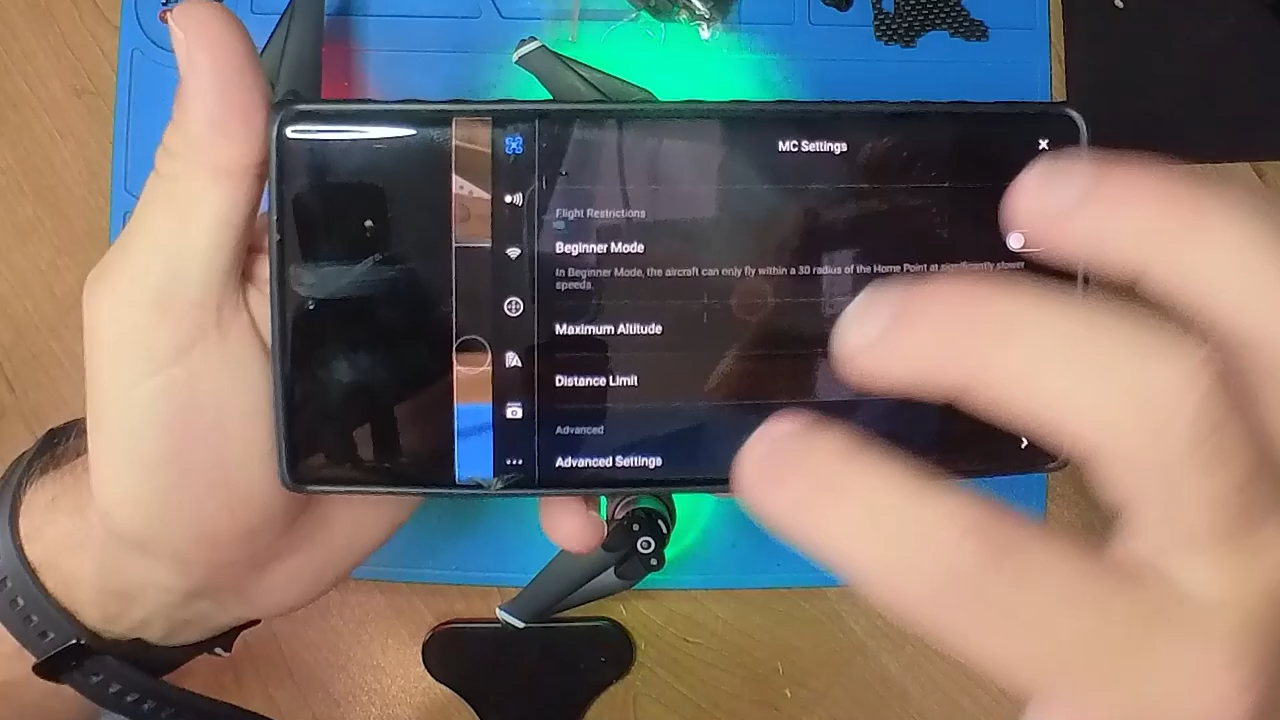 MC Settings
Flight Restrictions
Beginner Mode
In Beginner Mode, the aircraft can only fly within a 30 radius of the Home Point at significantly slower
speeds.
Maximum Altitude
Distance Limit
Advanced
Advanced Settings